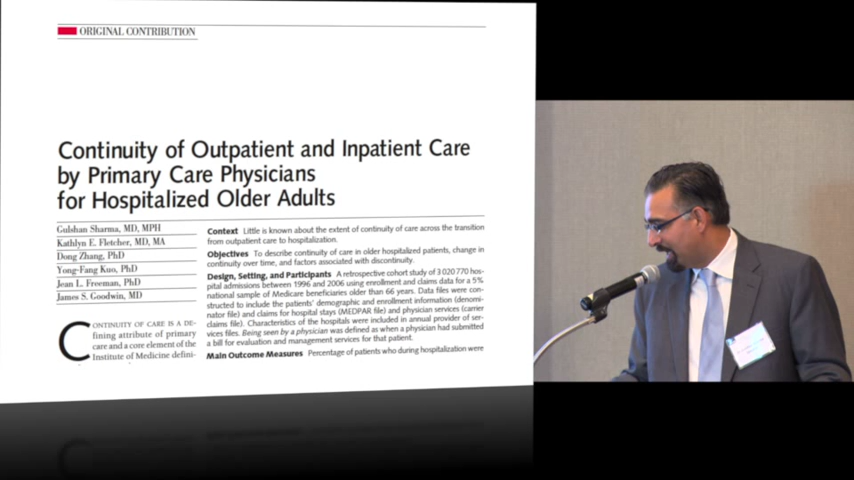 ORIGINAL CONTRIBUTION
Continuity of Outpatient and Inpatient Care
by Primary Care Physicians
for Hospitalized Older Adults
Gulshan Sharma, MD, MPH
Kathlyn E. Fletcher, MD, MA
Dong Zhang, PhD
Yong-Fang Kuo, PhD
Jean L. Freeman, PhD
James S. Goodwin, MD
CONTINUITY OF CARE IS A DE-
fining attribute of primary
care and a core element of the
Institute of Medicine defini-
Context Little is known about the extent of continuity of care across the transition
from outpatient care to hospitalization.
Objectives To describe continuity of care in older hospitalized patients, change in
continuity over time, and factors associated with discontinuity.
Design, Setting, and Participants A retrospective cohort study of 3 020 770 hos-
pital admissions between 1996 and 2006 using enrollment and claims data for a 5%
national sample of Medicare beneficiaries older than 66 years. Data files were con-
structed to include the patients' demographic and enrollment information (denomi-
nator file) and claims for hospital stays (MEDPAR file) and physician services (carrier
claims file). Characteristics of the hospitals were included in annual provider of ser-
vices files. Being seen by a physician was defined as when a physician had submitted
a bill for evaluation and management services for that patient.
Main Outcome Measures Percentage of patients who during hospitalization were